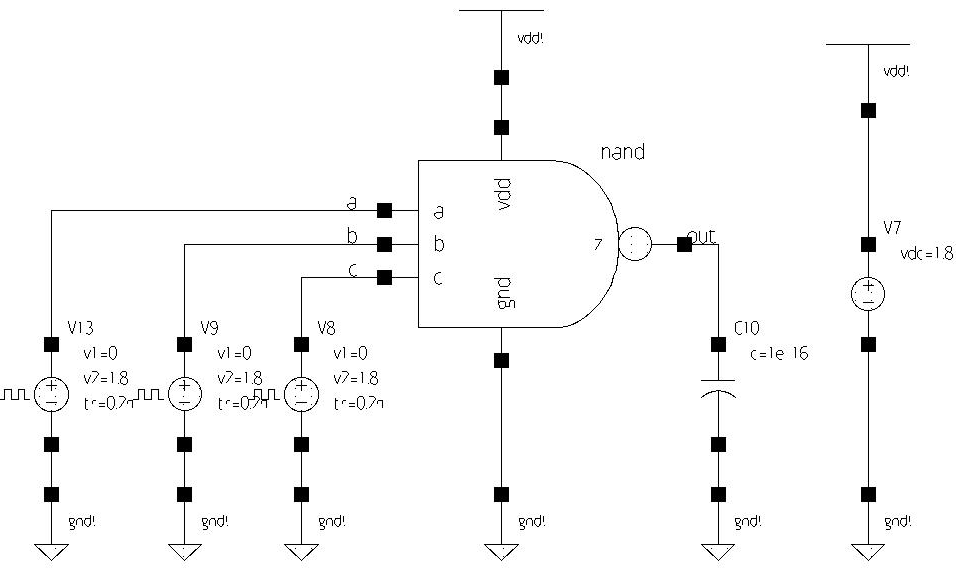 vdd!
vdd!
nand
vdd
a
a
b
b
7
out
c
c
gnd
V7
vdc=1.8
V13
v1=0
v2=1.8
V9
v1=0
v2=1.8
V8
v1=0
v2=1.8
C10
c=1e-16
gnd!
gnd!
gnd!
gnd!
gnd!
gnd!